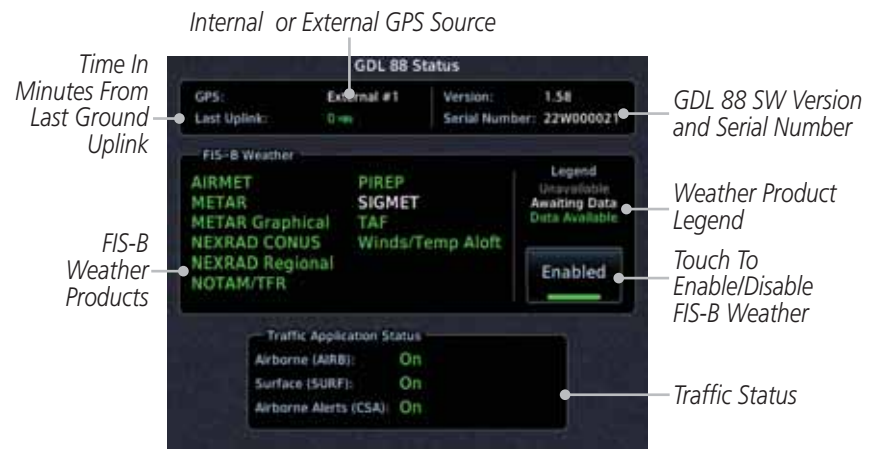 Internal or External GPS Source
Time In
Minutes From
Last Ground
Uplink
GDL 88 Status
GPS: External #1
Last Uplink: 0 m
Version: 1.58
Serial Number: 22W000021
GDL 88 SW Version
and Serial Number
FIS-B Weather
AIRMET
METAR
METAR Graphical
NEXRAD CONUS
NEXRAD Regional
NOTAM/TFR
PIREP
SIGMET
TAF
Winds/Temp Aloft
Legend
Unavailable
Awaiting Data
Data Available
Enabled
Weather Product
Legend
FIS-B
Weather
Products
Touch To
Enable/Disable
FIS-B Weather
Traffic Application Status
Airborne (AIRB): On
Surface (SURF): On
Airborne Alerts (CSA): On
Traffic Status